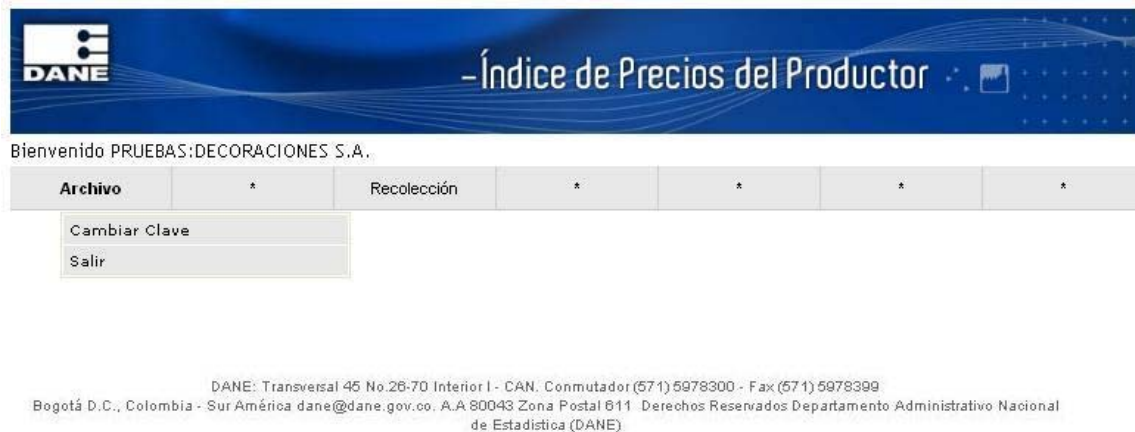 DANE
-Índice de Precios del Productor
Bienvenido PRUEBAS:DECORACIONES S.A.
Archivo * Recolección * * * *
Cambiar Clave
Salir
DANE: Transversal 45 No.26-70 Interior I - CAN. Conmutador (571) 5978300 - Fax (571) 5978399
Bogotá D.C., Colombia - Sur América dane@dane.gov.co. A.A 80043 Zona Postal 611 Derechos Reservados Departamento Administrativo Nacional
de Estadistica (DANE)